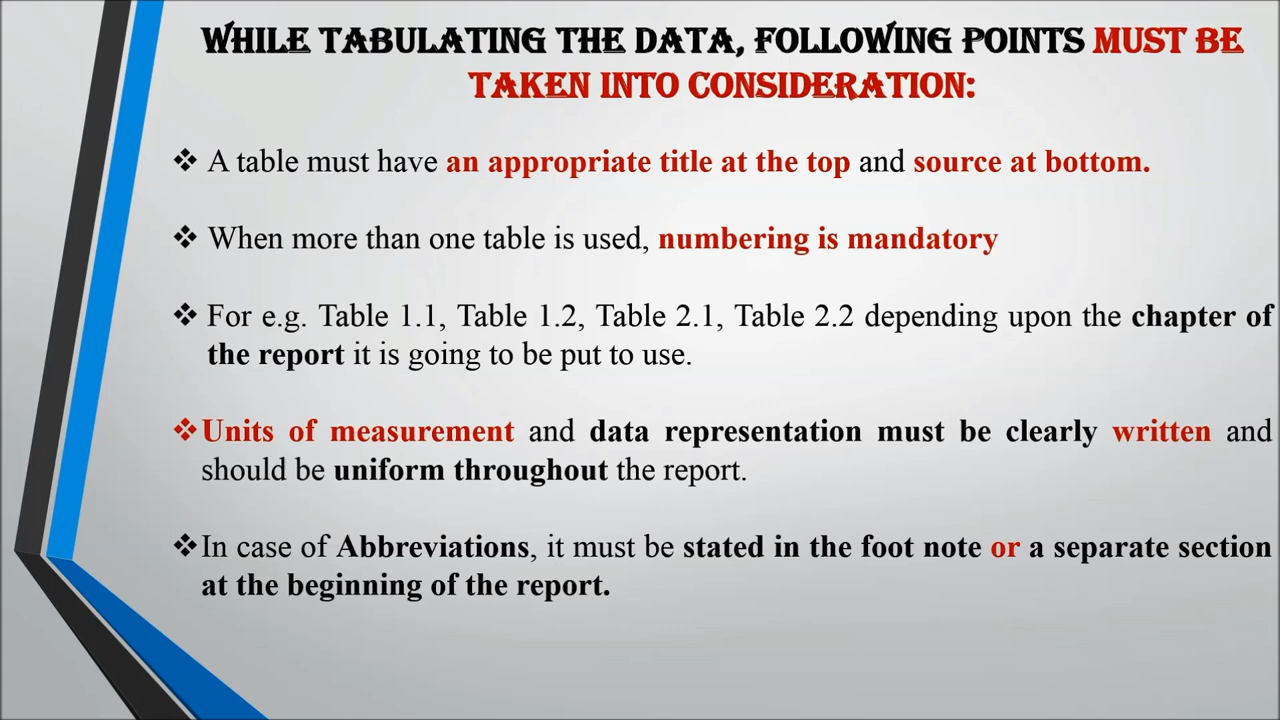 WHILE TABULATING THE DATA, FOLLOWING POINTS MUST BE
TAKEN INTO CONSIDERATION:
❖ A table must have an appropriate title at the top and source at bottom.
❖ When more than one table is used, numbering is mandatory
❖ For e.g. Table 1.1, Table 1.2, Table 2.1, Table 2.2 depending upon the chapter of
the report it is going to be put to use.
❖Units of measurement and data representation must be clearly written and
should be uniform throughout the report.
❖In case of Abbreviations, it must be stated in the foot note or a separate section
at the beginning of the report.